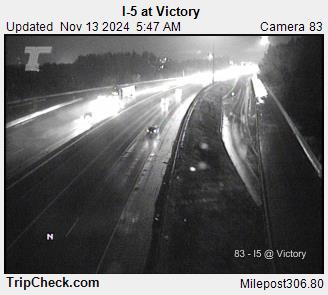 I-5 at Victory
Updated Nov 13 2024 5:47 AM Camera 83
T
N
83 - I5 @ Victory
TripCheck.com Milepost306.80